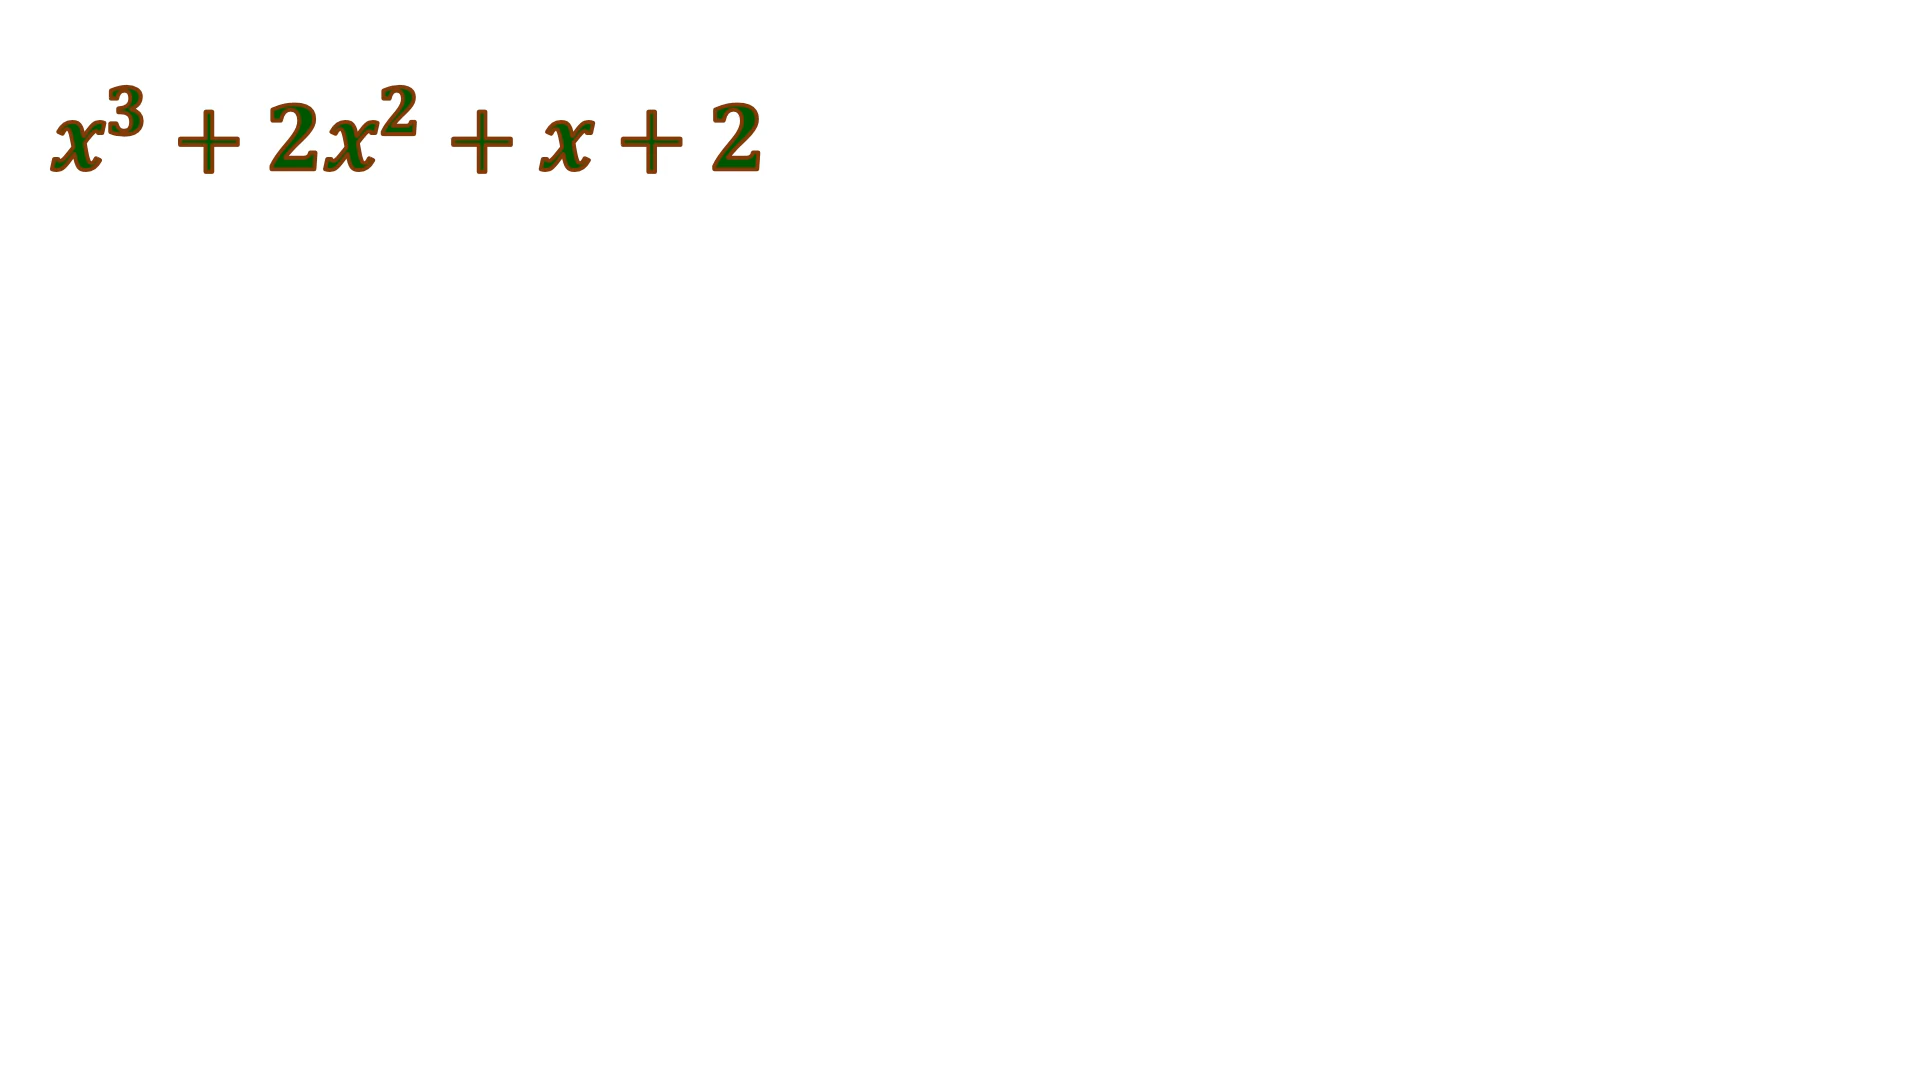 x³ + 2x² + x + 2